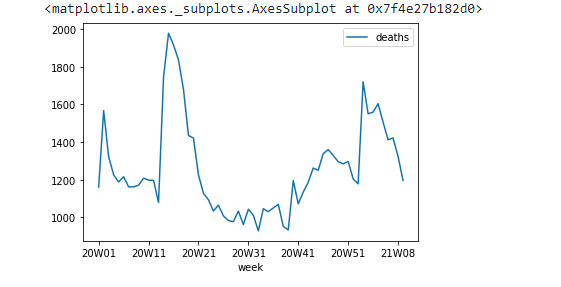 <matplotlib.axes._subplots.AxesSubplot at 0x7f4e27b182d0>
deaths
2000
1800
1600
1400
1200
1000
20W01 20W11 20W21 20W31 20W41 20W51 21W08
week